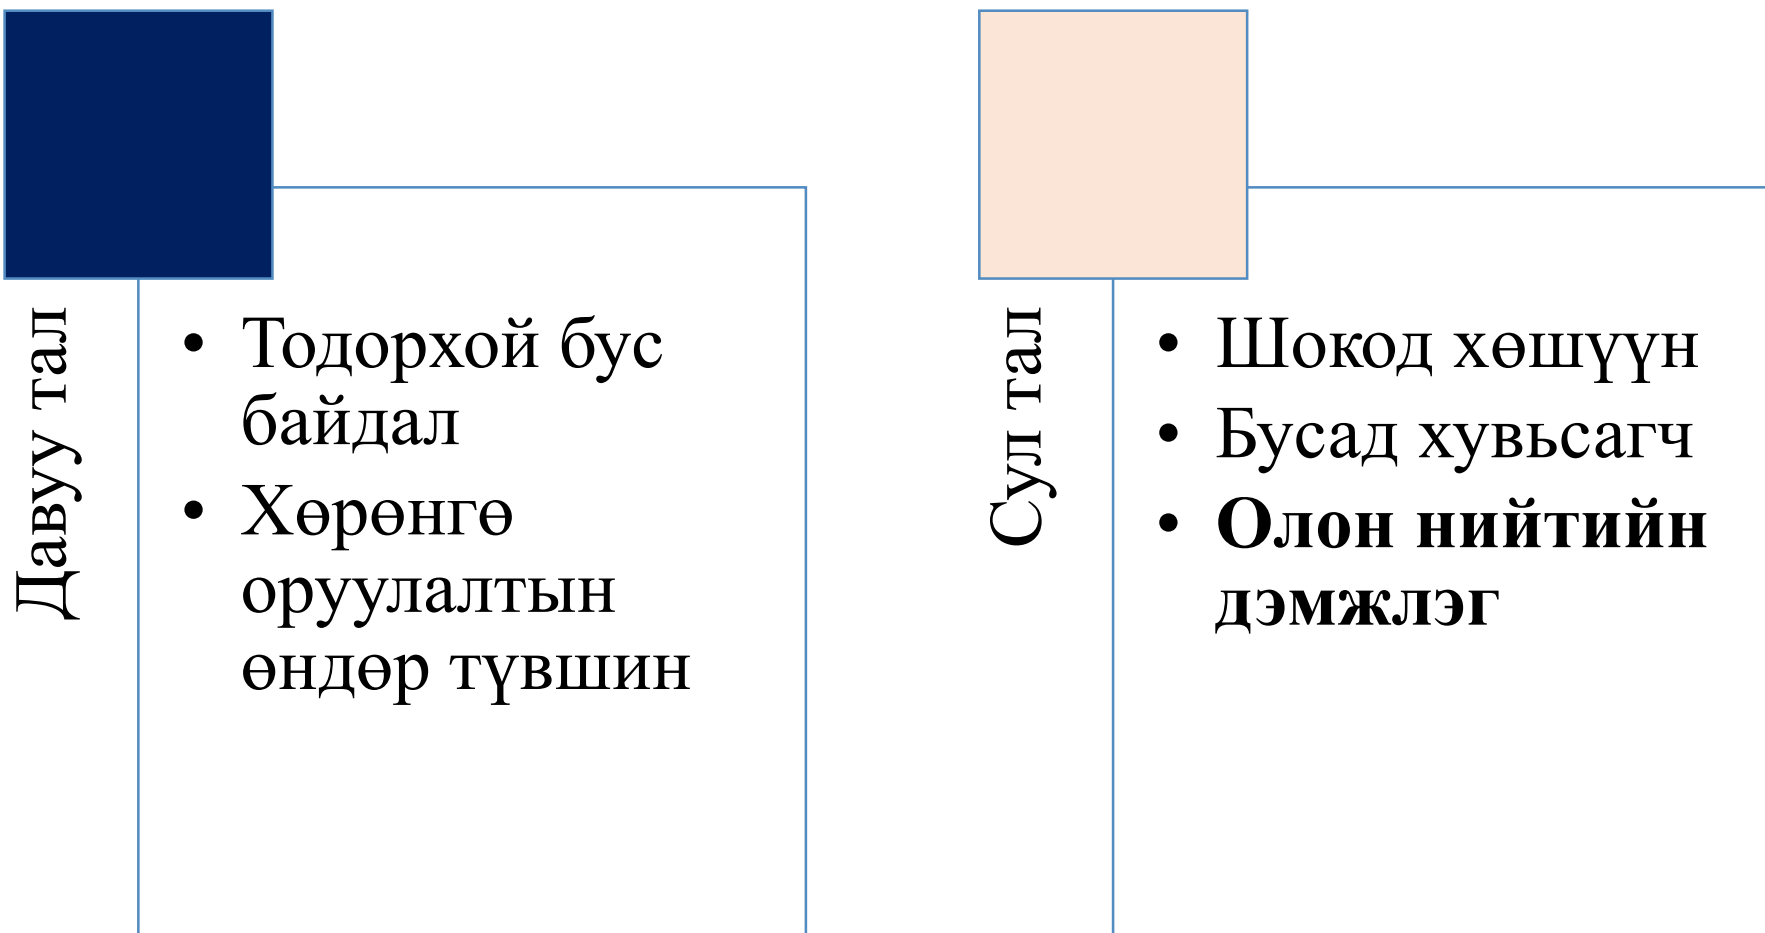 Давуу тал
• Тодорхой бус
байдал
• Хөрөнгө
оруулалтын
өндөр түвшин
Сул тал
• Шокод хөшүүн
• Бусад хувьсагч
• Олон нийтийн
дэмжлэг